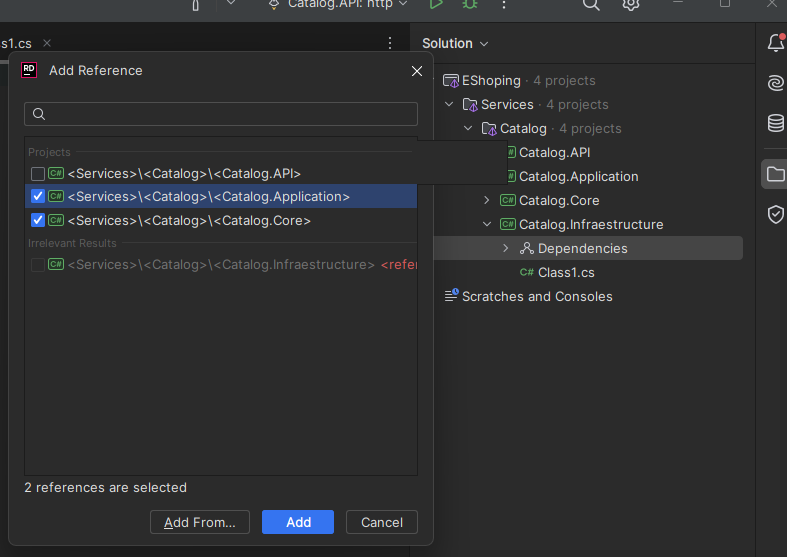 Catalog.API: http
s1.cs
Solution
RD
Add Reference
EShoping · 4 projects
Services · 4 projects
Catalog · 4 projects
Projects
C# <Services>\<Catalog>\<Catalog.API>
Catalog.API
C# <Services>\<Catalog>\<Catalog.Application>
Catalog.Application
C# <Services>\<Catalog>\<Catalog.Core>
C# Catalog.Core
C# Catalog.Infraestructure
Irrelevant Results
Dependencies
C# <Services>\<Catalog>\<Catalog.Infraestructure> <refer
C# Class1.cs
Scratches and Consoles
2 references are selected
Add From...
Add
Cancel